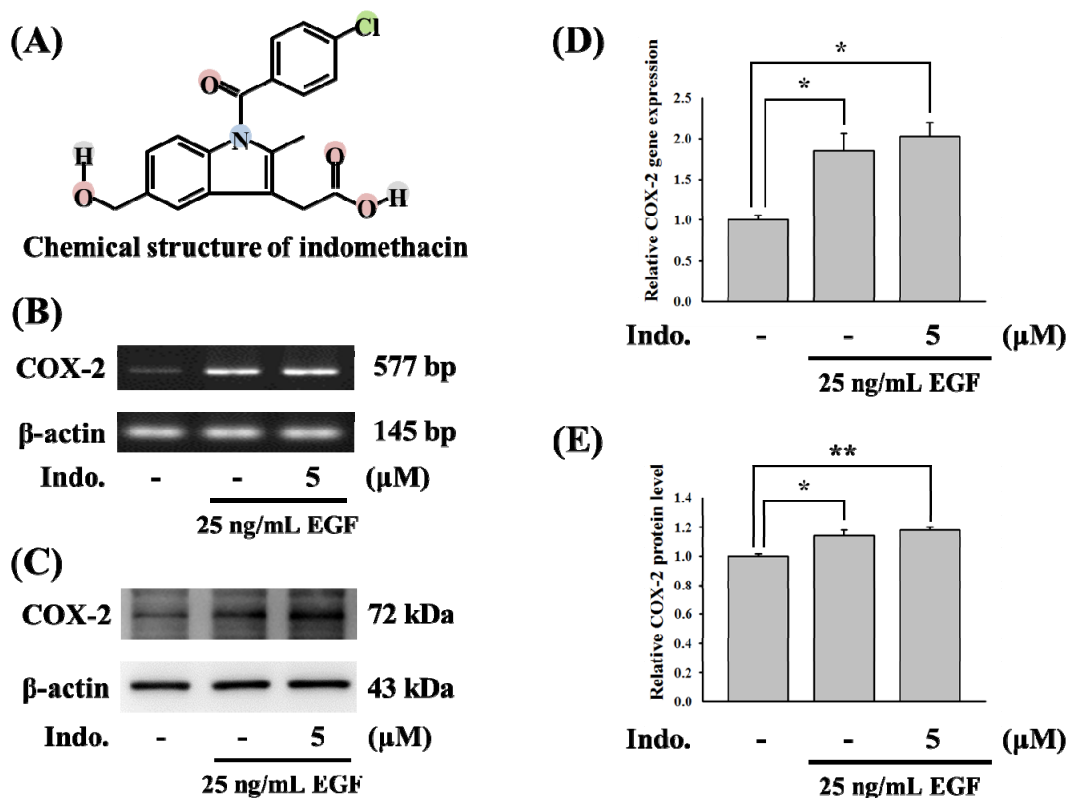 (A)
Cl
O
N
H
O
O
O
H
Chemical structure of indomethacin
(B)
COX-2
577 bp
β-actin
145 bp
Indo. - - 5 (μM)
25 ng/mL EGF
(C)
COX-2
72 kDa
β-actin
43 kDa
Indo. - - 5 (μM)
25 ng/mL EGF
(D)
Relative COX-2 gene expression
2.5
2.0
1.5
1.0
0.5
0.0
*
*
Indo. - - 5 (μM)
25 ng/mL EGF
(E)
Relative COX-2 protein level
1.4
1.2
1.0
0.8
0.6
0.4
0.2
0.0
**
*
Indo. - - 5 (μM)
25 ng/mL EGF